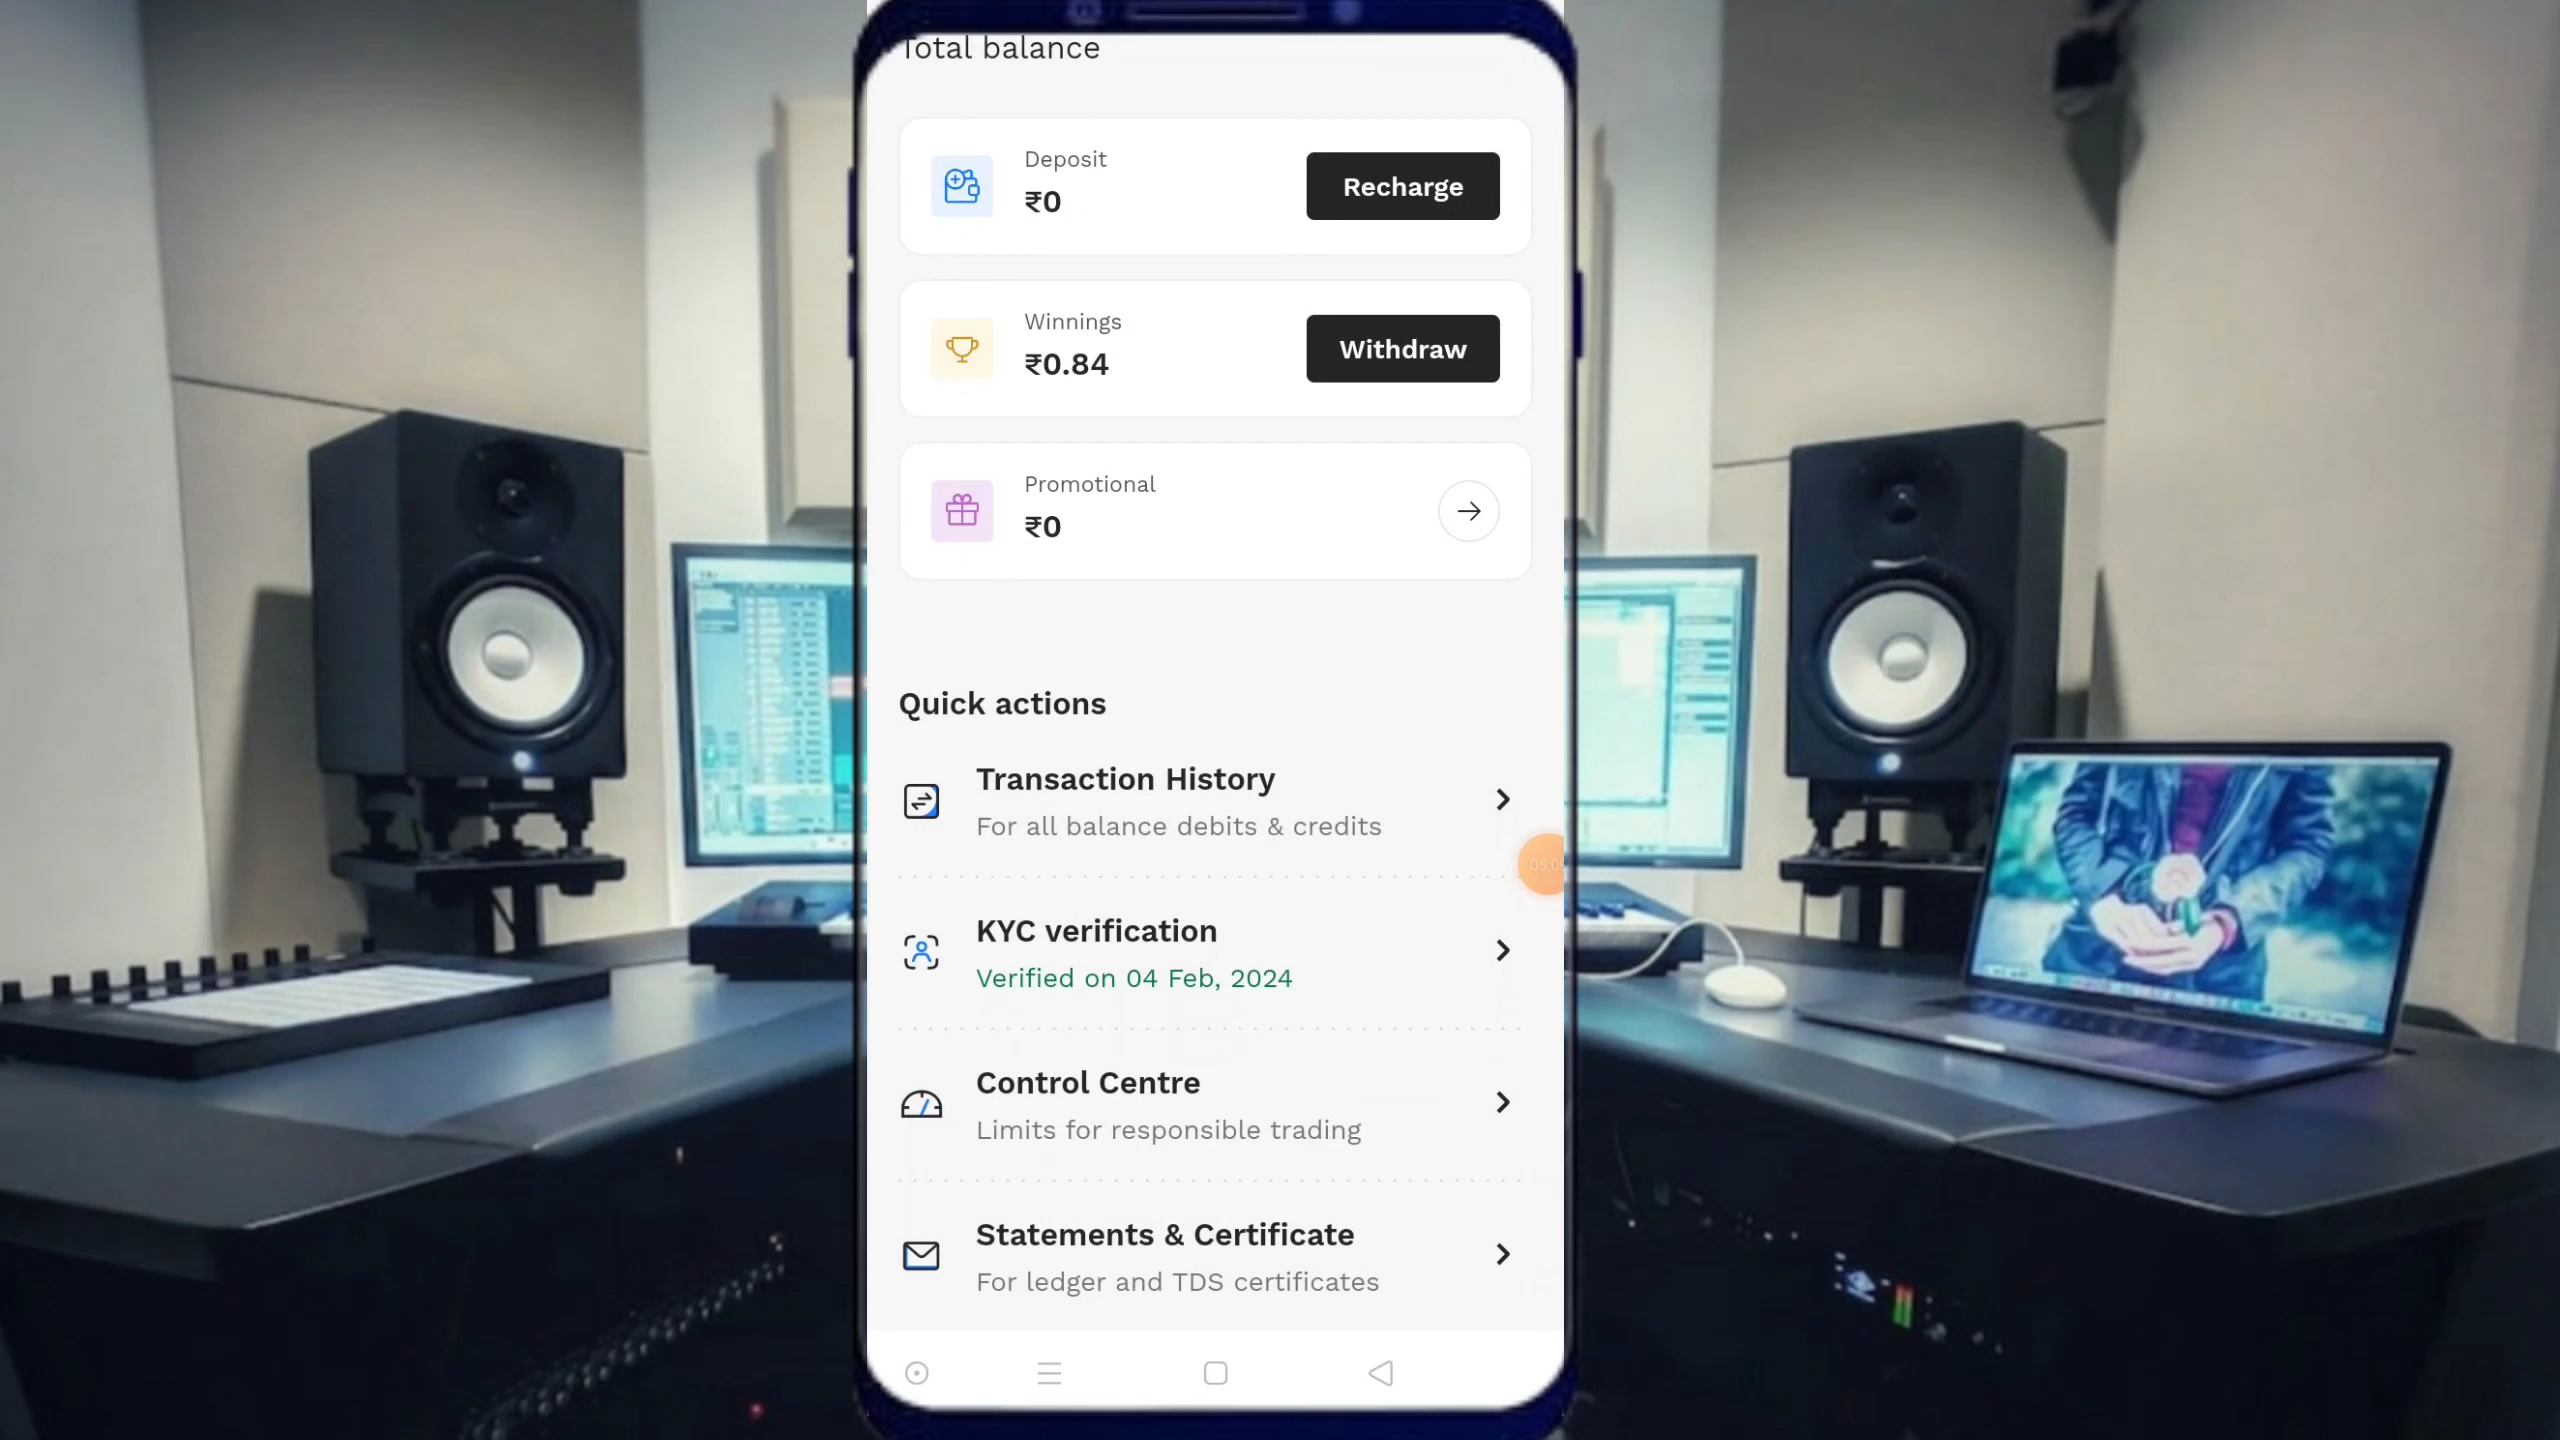 Total balance
Deposit
₹0
Recharge
Winnings
₹0.84
Withdraw
Promotional
₹0
Quick actions
Transaction History
For all balance debits & credits
KYC verification
Verified on 04 Feb, 2024
Control Centre
Limits for responsible trading
Statements & Certificate
For ledger and TDS certificates